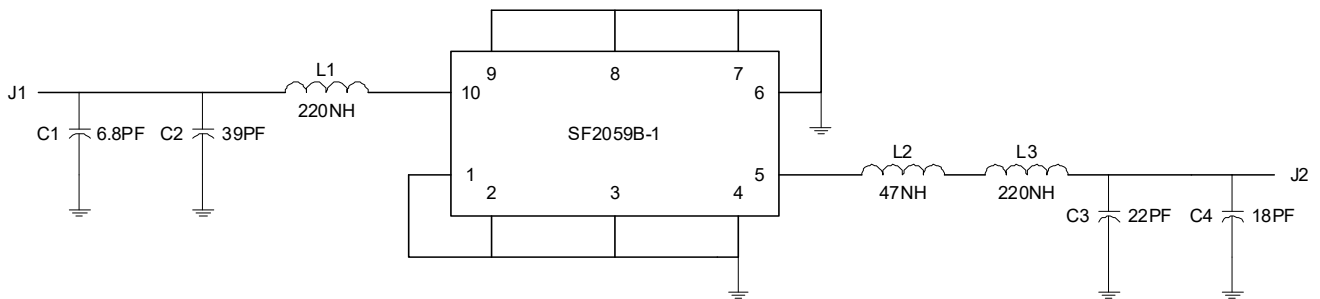 9 8 7
L1
J1 10 6
220NH
C1 6.8PF C2 39PF SF2059B-1
L2 L3
1 5 J2
2 3 4
47NH 220NH
C3 22PF C4 18PF